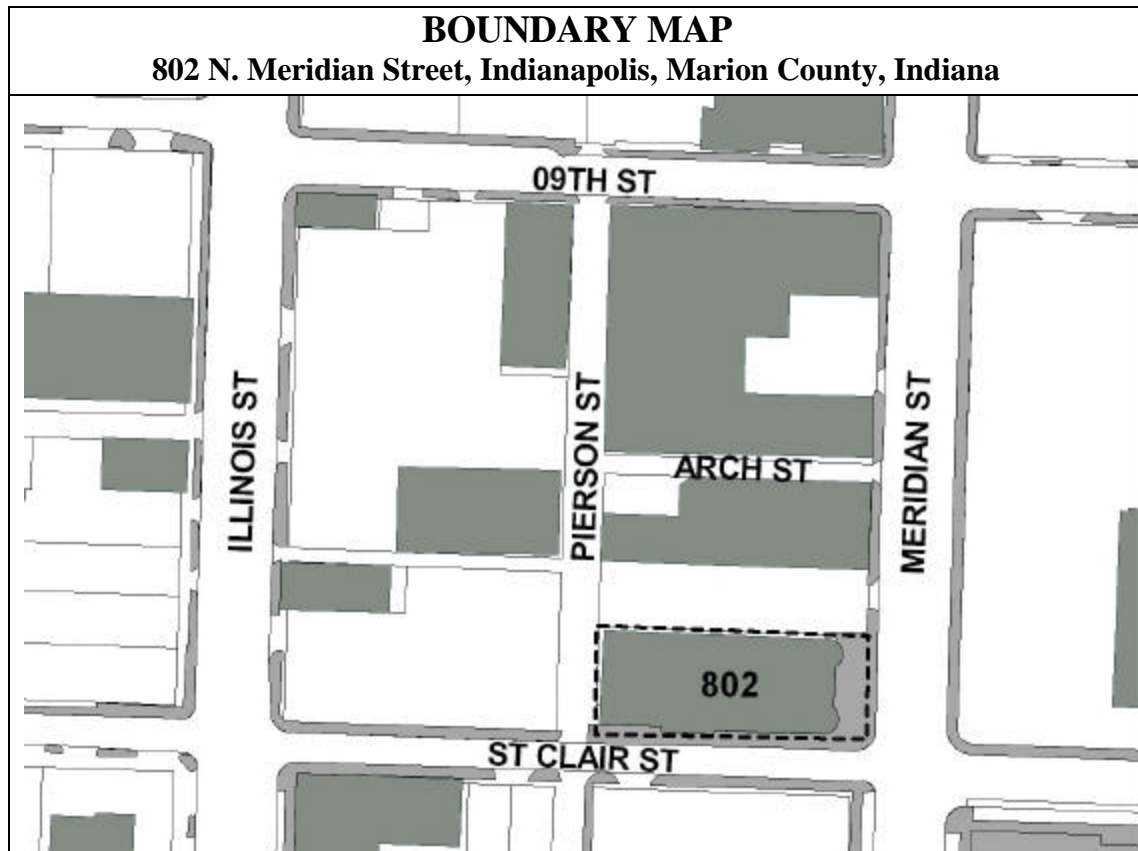 BOUNDARY MAP
802 N. Meridian Street, Indianapolis, Marion County, Indiana
09TH ST
ILLINOIS ST
PIERSON ST
ARCH ST
MERIDIAN ST
802
ST CLAIR ST